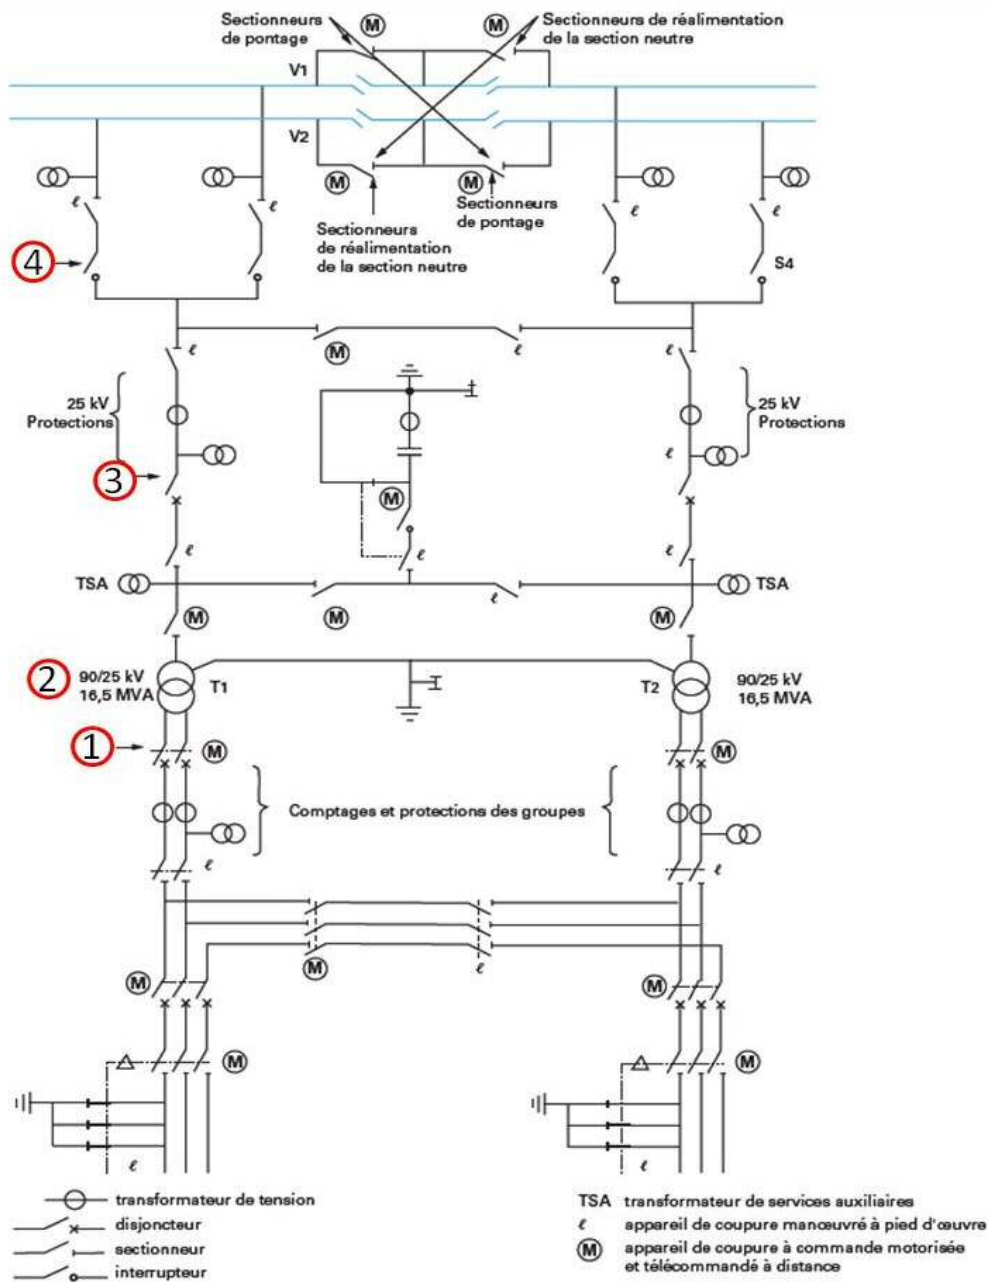 Sectionneurs
de pontage
M
M
Sectionneurs de réalimentation
de la section neutre
V1
V2
M
M
Sectionneurs
de réalimentation
de la section neutre
Sectionneurs
de pontage
ℓ
ℓ
ℓ
ℓ
4
S4
M
ℓ
ℓ
ℓ
25 kV
Protections
25 kV
Protections
3
ℓ
M
ℓ
ℓ
ℓ
TSA
TSA
M
M
ℓ
M
2
90/25 kV
16,5 MVA
T1
T2
90/25 kV
16,5 MVA
1
M
M
Comptages et protections des groupes
ℓ
ℓ
M
ℓ
M
M
M
M
ℓ
ℓ
transformateur de tension
disjoncteur
sectionneur
interrupteur
TSA transformateur de services auxiliaires
ℓ appareil de coupure manœuvré à pied d'œuvre
M appareil de coupure à commande motorisée
et télécommandé à distance